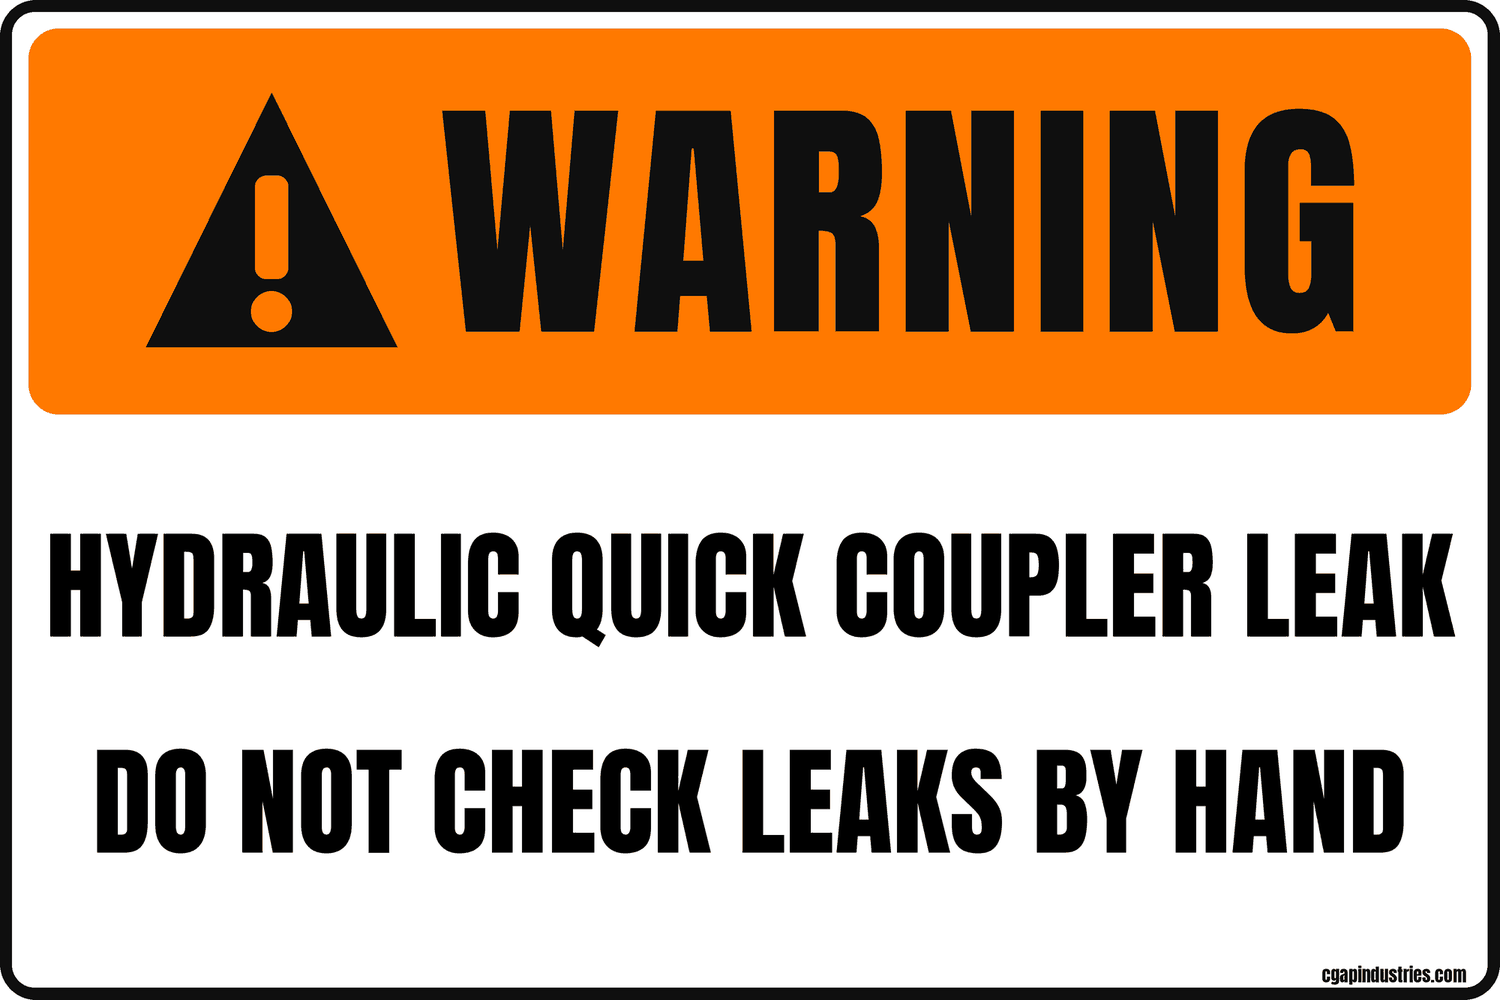 WARNING
HYDRAULIC QUICK COUPLER LEAK
DO NOT CHECK LEAKS BY HAND
cgapindustries.com